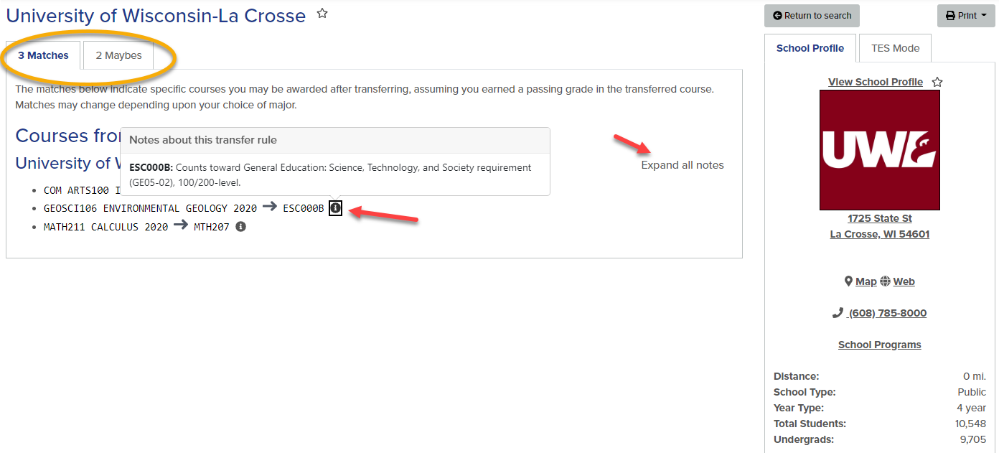 University of Wisconsin-La Crosse
Return to search
Print
3 Matches
2 Maybes
The matches below indicate specific courses you may be awarded after transferring, assuming you earned a passing grade in the transferred course.
Matches may change depending upon your choice of major.
Courses from
Notes about this transfer rule
University of W
ESC000B: Counts toward General Education: Science, Technology, and Society requirement
(GE05-02), 100/200-level.
Expand all notes
COM ARTS100 I
GEOSCI106 ENVIRONMENTAL GEOLOGY 2020 → ESC000B
MATH211 CALCULUS 2020 → MTH207
School Profile
TES Mode
View School Profile
UWL
1725 State St
La Crosse, WI 54601
Map Web
(608) 785-8000
School Programs
Distance: 0 mi.
School Type: Public
Year Type: 4 year
Total Students: 10,548
Undergrads: 9,705